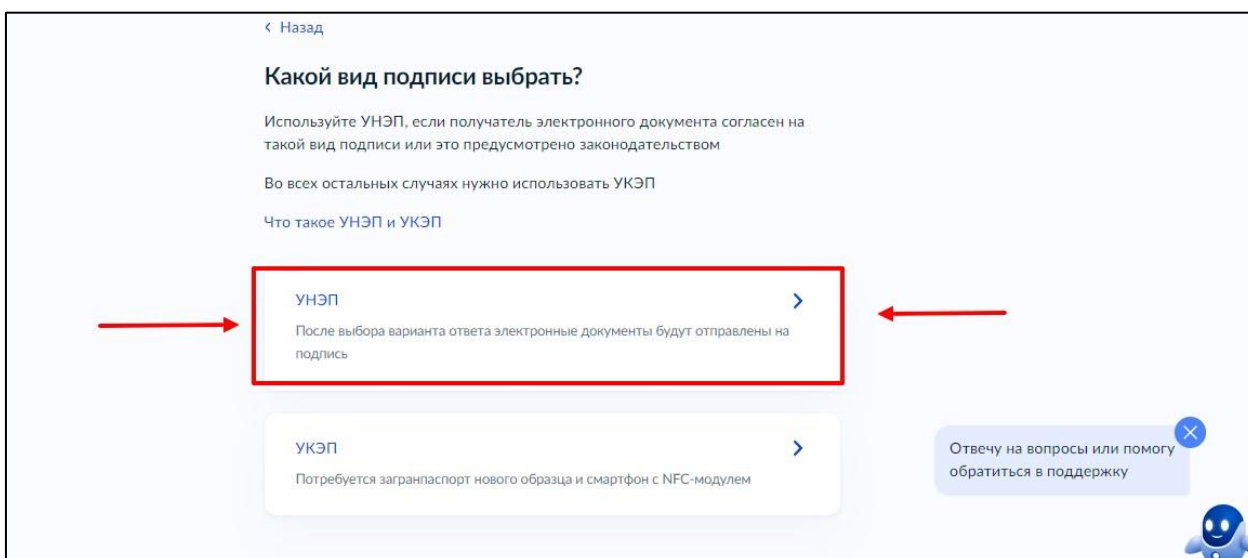 Назад
Какой вид подписи выбрать?
Используйте УНЭП, если получатель электронного документа согласен на
такой вид подписи или это предусмотрено законодательством
Во всех остальных случаях нужно использовать УКЭП
Что такое УНЭП и УКЭП
УНЭП
После выбора варианта ответа электронные документы будут отправлены на
подпись
УКЭП
Потребуется загранпаспорт нового образца и смартфон с NFC-модулем
Отвечу на вопросы или помогу
обратиться в поддержку